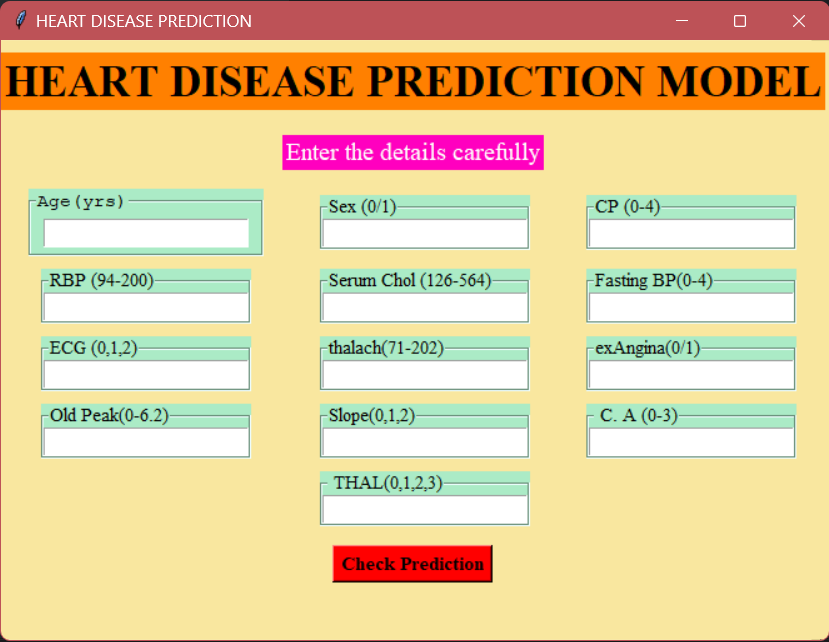 HEART DISEASE PREDICTION
HEART DISEASE PREDICTION MODEL
Enter the details carefully
Age(yrs)
Sex (0/1)
CP (0-4)
RBP (94-200)
Serum Chol (126-564)
Fasting BP(0-4)
ECG (0,1,2)
thalach(71-202)
exAngina(0/1)
Old Peak(0-6.2)
Slope(0,1,2)
C. A (0-3)
THAL(0,1,2,3)
Check Prediction